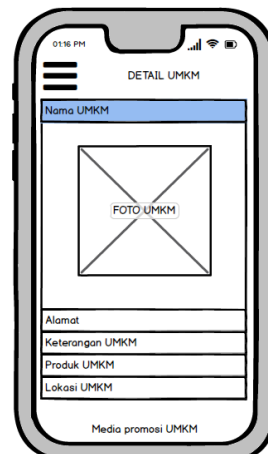 01:16 PM
DETAIL UMKM
Nama UMKM
FOTO UMKM
Alamat
Keterangan UMKM
Produk UMKM
Lokasi UMKM
Media promosi UMKM